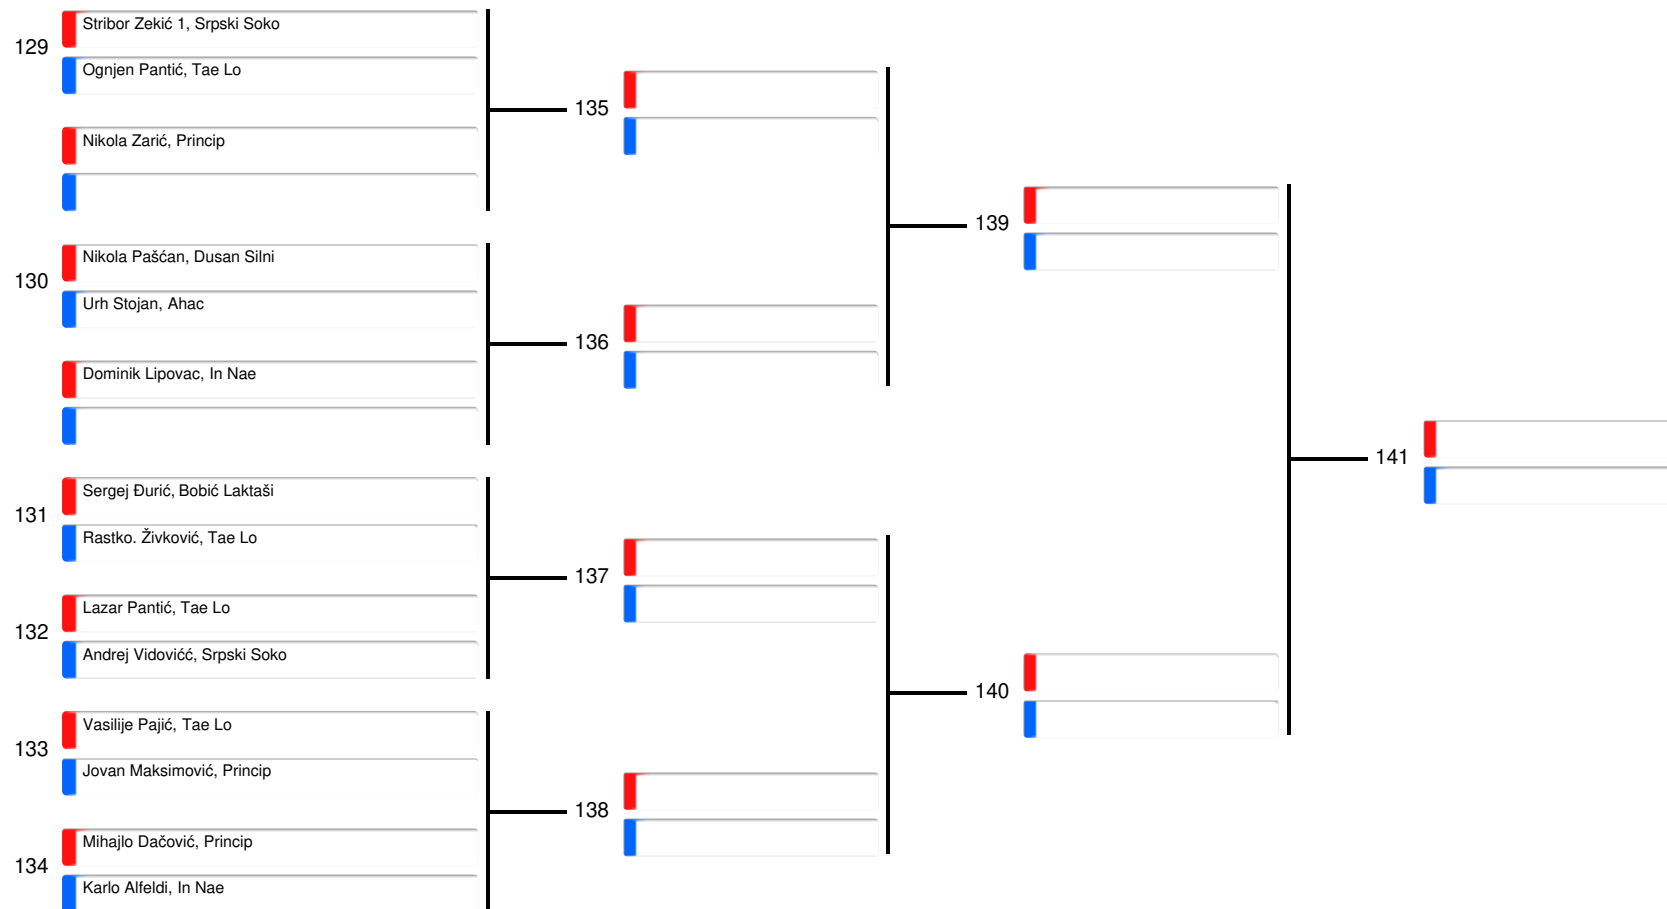 129
Stribor Zekić 1, Srpski Soko
Ognjen Pantić, Tae Lo
Nikola Zarić, Princip
130
Nikola Pašćan, Dusan Silni
Urh Stojan, Ahac
Dominik Lipovac, In Nae
131
Sergej Đurić, Bobić Laktaši
Rastko. Živković, Tae Lo
132
Lazar Pantić, Tae Lo
Andrej Vidovićć, Srpski Soko
133
Vasilije Pajić, Tae Lo
Jovan Maksimović, Princip
134
Mihajlo Dačović, Princip
Karlo Alfeldi, In Nae
135
136
137
138
139
140
141